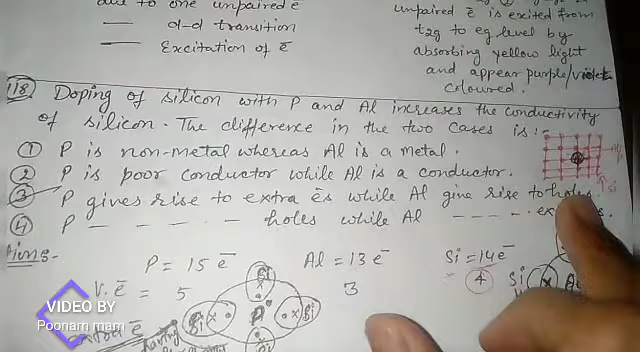 due to one unpaired e̅
— d-d transition
— Excitation of e̅
unpaired e̅ is exited from
t2g to eg level by
absorbing yellow light
and appear purple/violet
coloured.
118) Doping of silicon with P and Al increases the conductivity
of silicon. The difference in the two cases is :-
① P is non-metal whereas Al is a metal.
② P is poor conductor while Al is a conductor.
③ P gives rise to extra e̅s while Al give rise to holes.
④ P - - - - holes while Al - - - - ex
P = 15 e̅ Al = 13 e̅ Si = 14 e̅
V. e̅ = 5 3 4
Si
Si Si
Si
VIDEO BY
Poonam mam